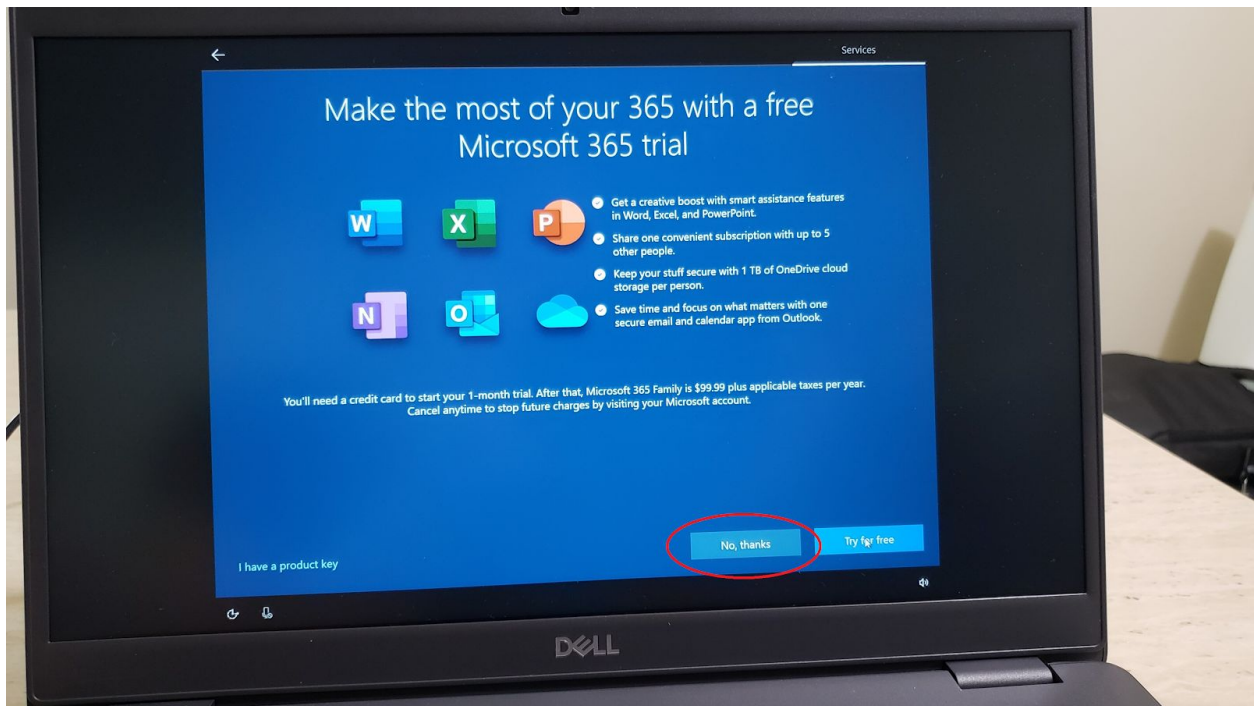 Services
Make the most of your 365 with a free
Microsoft 365 trial
W
X
P
Get a creative boost with smart assistance features
in Word, Excel, and PowerPoint.
Share one convenient subscription with up to 5
other people.
N
O
Keep your stuff secure with 1 TB of OneDrive cloud
storage per person.
Save time and focus on what matters with one
secure email and calendar app from Outlook.
You'll need a credit card to start your 1-month trial. After that, Microsoft 365 Family is $99.99 plus applicable taxes per year.
Cancel anytime to stop future charges by visiting your Microsoft account.
No, thanks
Try for free
I have a product key
DELL